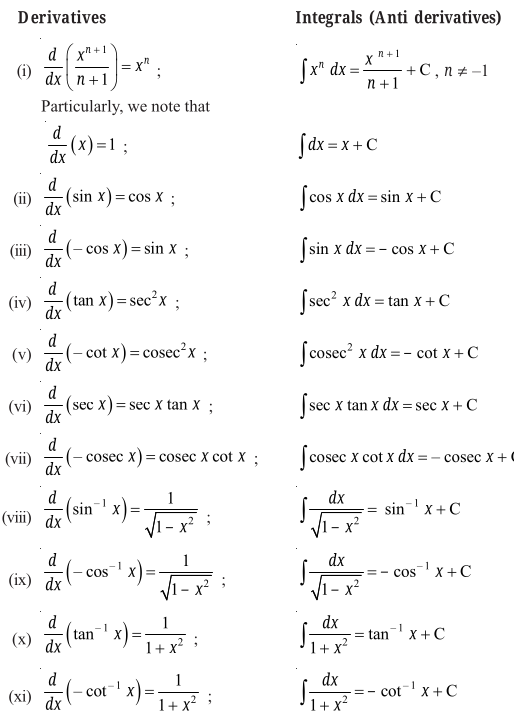 Derivatives Integrals (Anti derivatives)
(i) d/dx (xⁿ⁺¹/(n+1)) = xⁿ ; ∫xⁿ dx = xⁿ⁺¹/(n+1) + C , n ≠ –1
Particularly, we note that
d/dx (x) = 1 ; ∫dx = x + C
(ii) d/dx (sin x) = cos x ; ∫cos x dx = sin x + C
(iii) d/dx (– cos x) = sin x ; ∫sin x dx = – cos x + C
(iv) d/dx (tan x) = sec²x ; ∫sec² x dx = tan x + C
(v) d/dx (– cot x) = cosec²x ; ∫cosec² x dx = – cot x + C
(vi) d/dx (sec x) = sec x tan x ; ∫sec x tan x dx = sec x + C
(vii) d/dx (– cosec x) = cosec x cot x ; ∫cosec x cot x dx = – cosec x +
(viii) d/dx (sin⁻¹ x) = 1/√(1 – x²) ; ∫dx/√(1 – x²) = sin⁻¹ x + C
(ix) d/dx (– cos⁻¹ x) = 1/√(1 – x²) ; ∫dx/√(1 – x²) = – cos⁻¹ x + C
(x) d/dx (tan⁻¹ x) = 1/(1 + x²) ; ∫dx/(1 + x²) = tan⁻¹ x + C
(xi) d/dx (– cot⁻¹ x) = 1/(1 + x²) ; ∫dx/(1 + x²) = – cot⁻¹ x + C